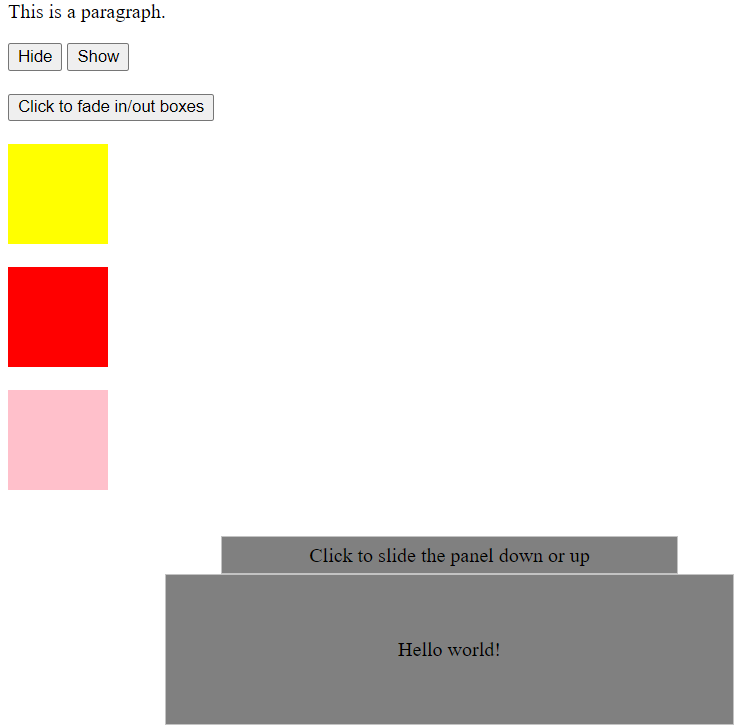 This is a paragraph.
Hide Show
Click to fade in/out boxes
Click to slide the panel down or up
Hello world!